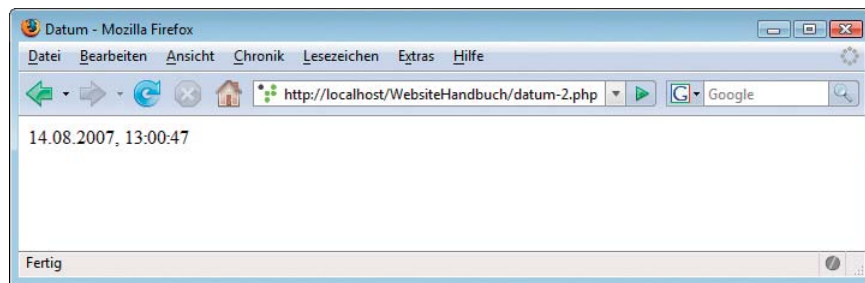 Datum - Mozilla Firefox
Datei Bearbeiten Ansicht Chronik Lesezeichen Extras Hilfe
http://localhost/WebsiteHandbuch/datum-2.php G Google
14.08.2007, 13:00:47
Fertig